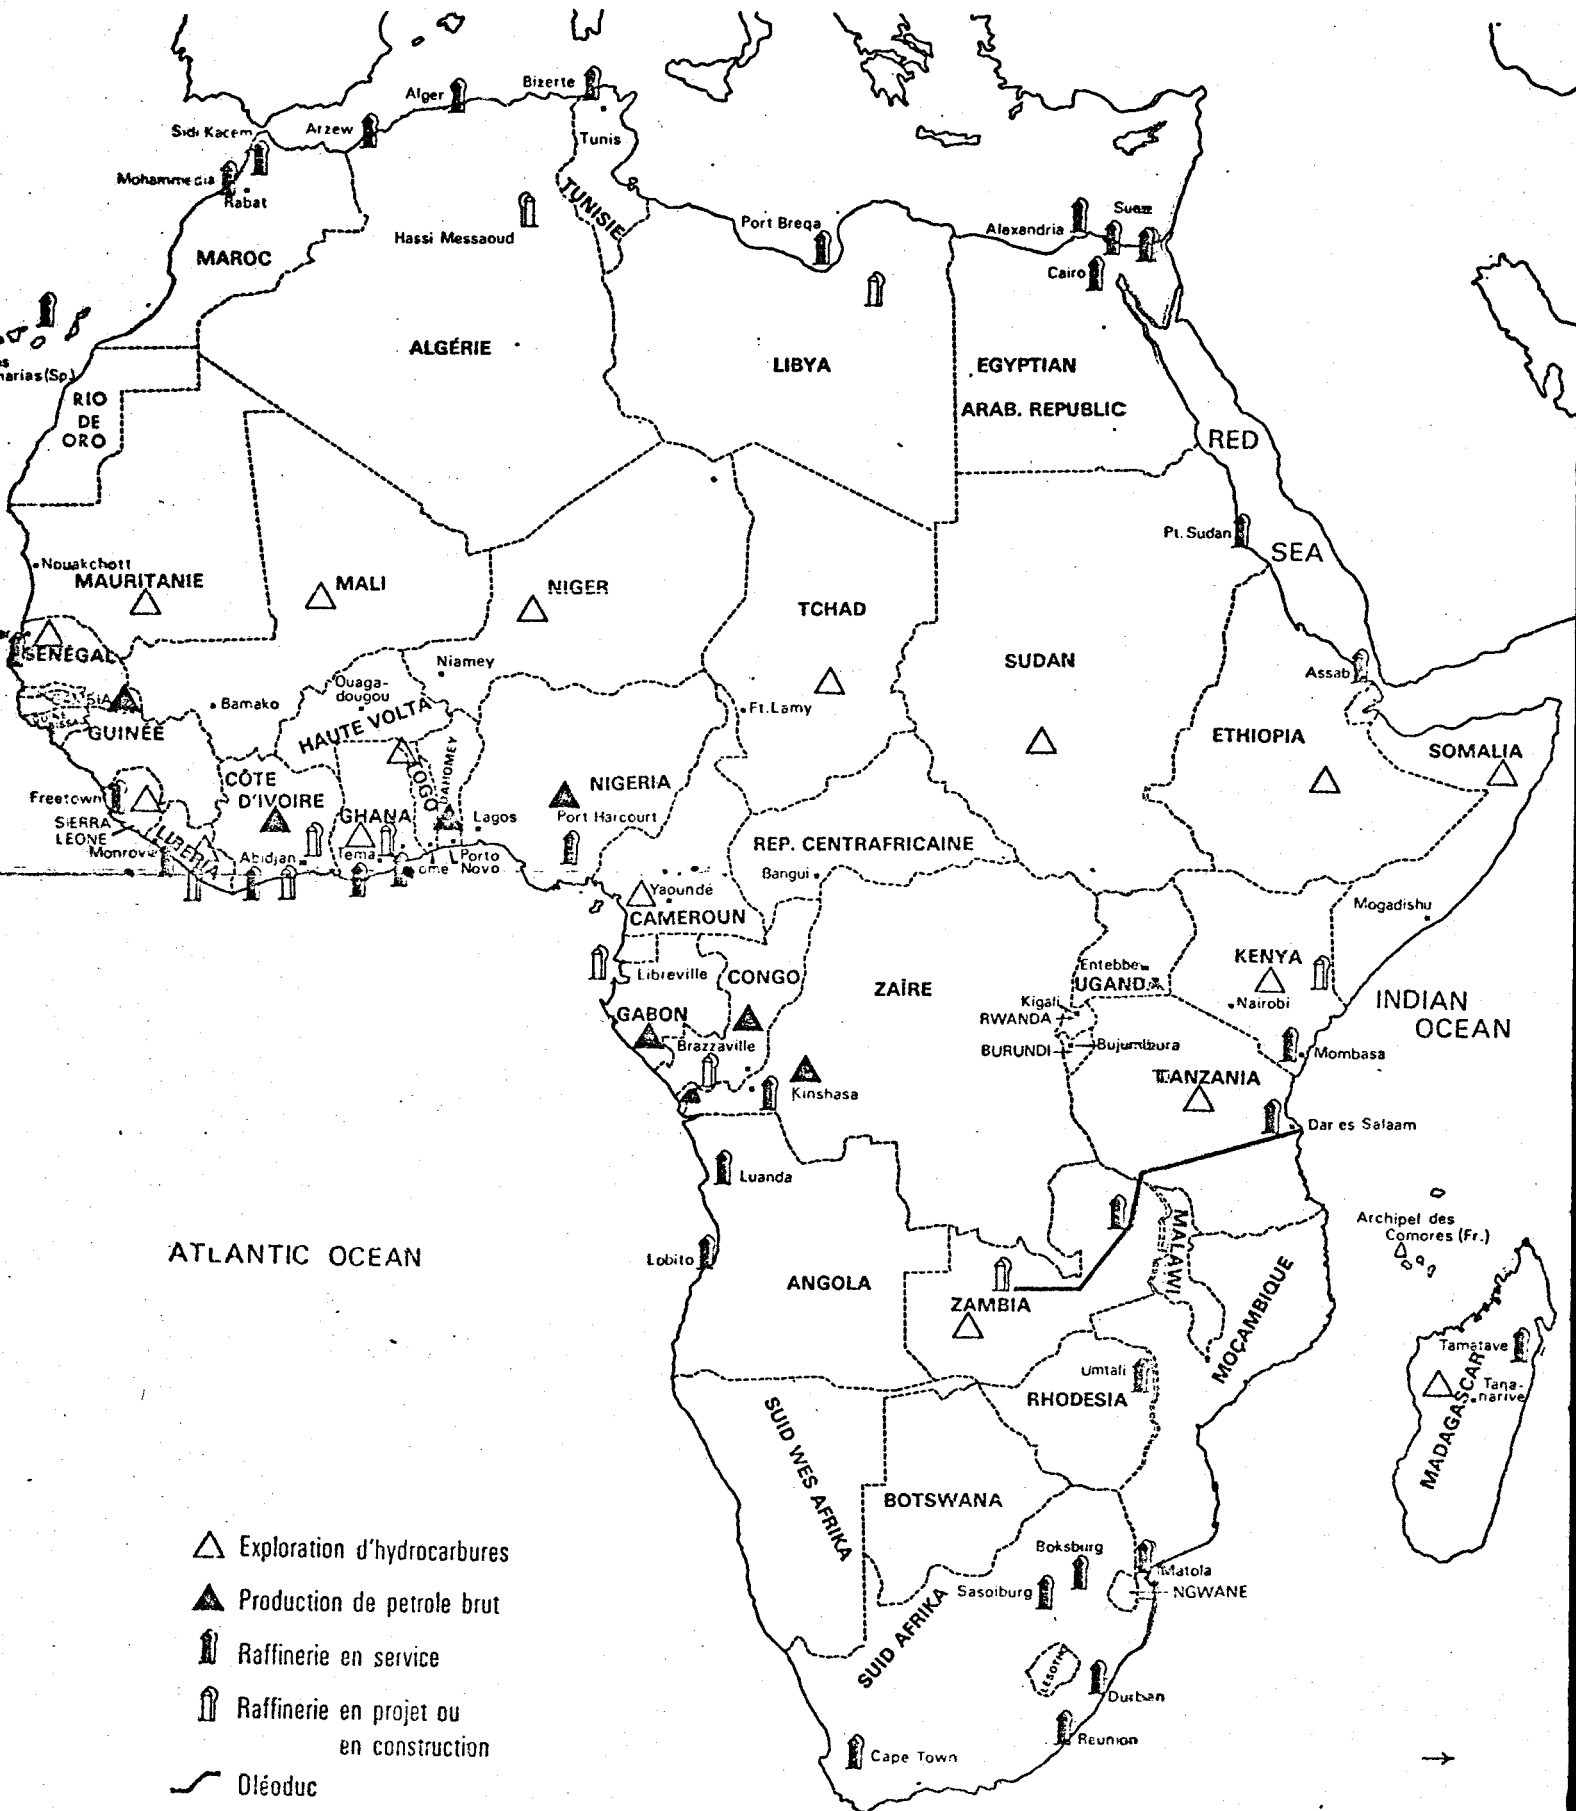 Alger
Bizerte
Sidi Kacem
Arzew
Tunis
Mohammedia
Rabat
TUNISIE
Port Brega
Alexandria
Suez
Hassi Messaoud
Cairo
MAROC
ALGÉRIE
LIBYA
EGYPTIAN
ARAB. REPUBLIC
narias (Sp.)
RIO
DE
ORO
RED
SEA
Pt. Sudan
Nouakchott
MAURITANIE
MALI
NIGER
TCHAD
SUDAN
SENÉGAL
Niamey
Ouaga-
dougou
Bamako
HAUTE VOLTA
Ft. Lamy
Assab
ETHIOPIA
SOMALIA
GUINÉE
CÔTE
D'IVOIRE
TOGO
DAHOMEY
NIGERIA
Freetown
SIERRA
LEONE
LIBERIA
GHANA
Lagos
Port Harcourt
Monrovia
Abidjan
Tema
ome
Porto
Novo
REP. CENTRAFRICAINE
Bangui
Yaoundé
CAMEROUN
Mogadishu
Libreville
CONGO
ZAÏRE
Entebbe
UGANDA
KENYA
Nairobi
INDIAN
OCEAN
GABON
Kigali
RWANDA
Brazzaville
BURUNDI
Bujumbura
Mombasa
TANZANIA
Kinshasa
Dar es Salaam
Luanda
MALAWI
Archipel des
Comores (Fr.)
ATLANTIC OCEAN
Lobito
ANGOLA
ZAMBIA
MOÇAMBIQUE
Tamatave
Tana-
narive
MADAGASCAR
Umtali
RHODESIA
SUID WES AFRIKA
BOTSWANA
Boksburg
Matola
Sasolburg
NGWANE
SUID AFRIKA
LESOTHO
Durban
Reunion
Cape Town
Exploration d'hydrocarbures
Production de petrole brut
Raffinerie en service
Raffinerie en projet ou
en construction
Oléoduc